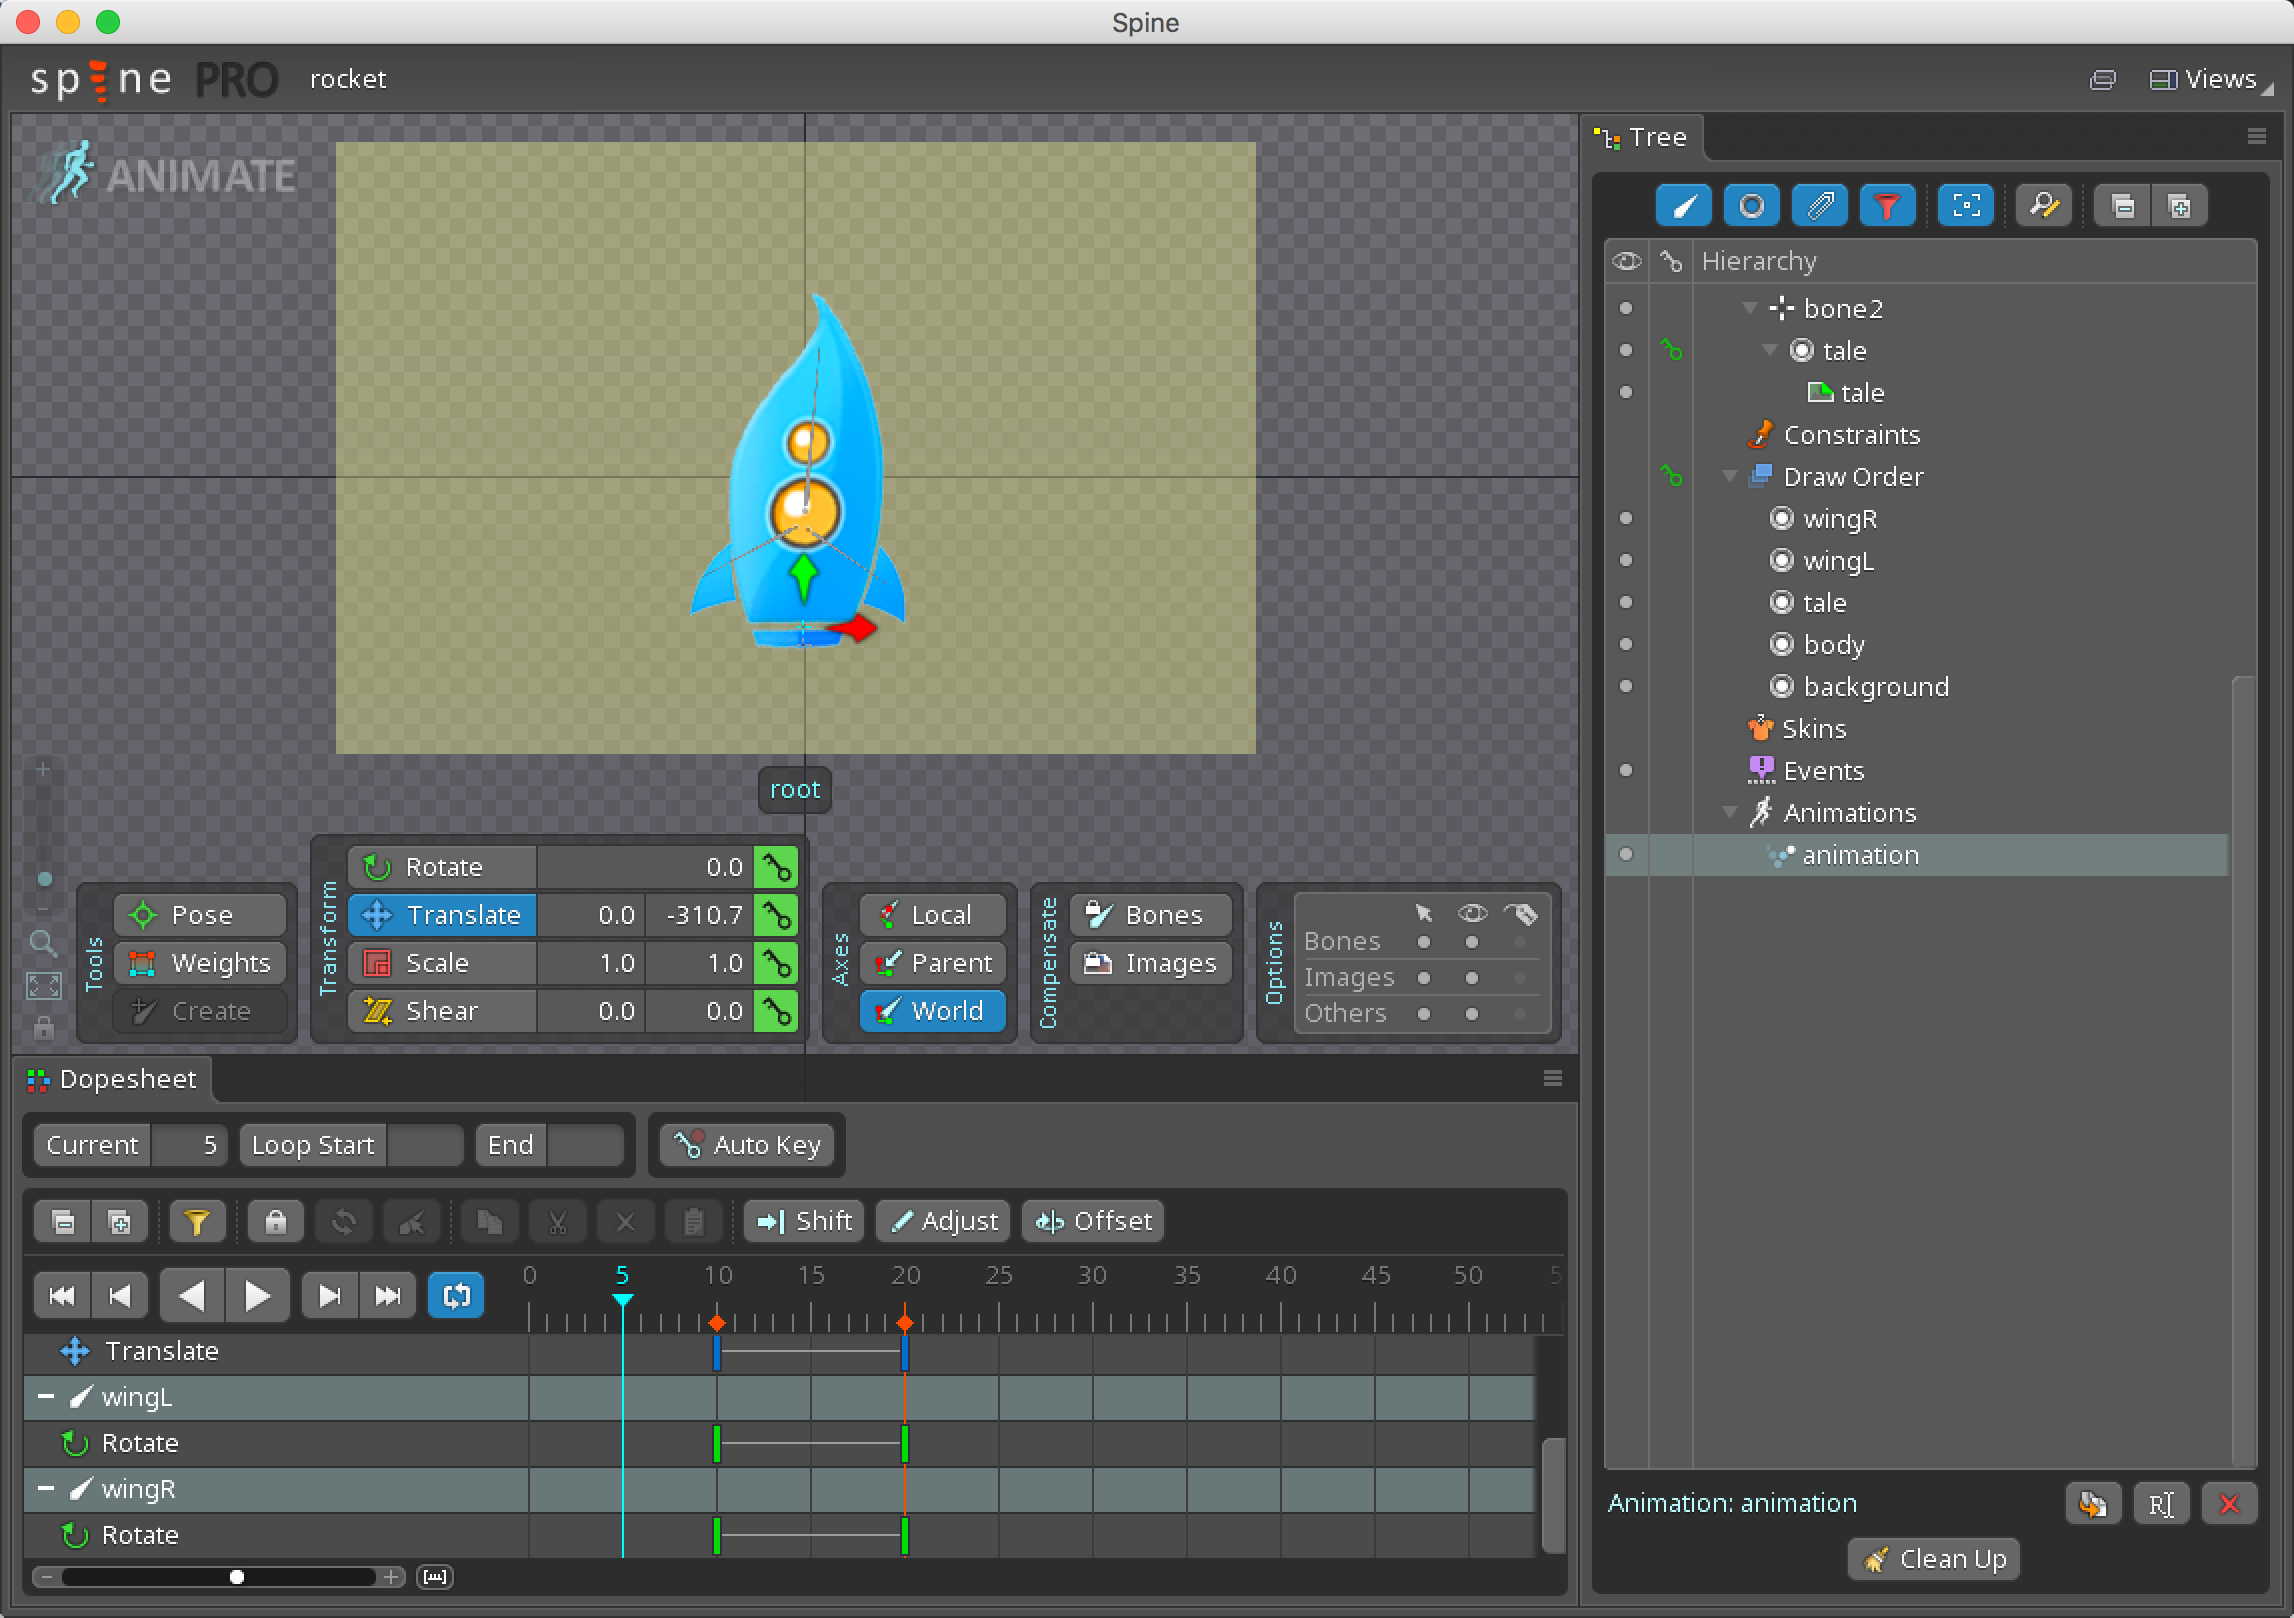 Spine
spine PRO rocket Views
ANIMATE
Tree
Hierarchy
bone2
tale
tale
Constraints
Draw Order
wingR
wingL
tale
body
background
Skins
Events
Animations
animation
root
Tools
Pose
Weights
Create
Transform
Rotate 0.0
Translate 0.0 -310.7
Scale 1.0 1.0
Shear 0.0 0.0
Axes
Local
Parent
World
Compensate
Bones
Images
Options
Bones
Images
Others
Dopesheet
Current 5 Loop Start End Auto Key
Shift Adjust Offset
0 5 10 15 20 25 30 35 40 45 50
Translate
wingL
Rotate
wingR
Rotate
Animation: animation
Clean Up